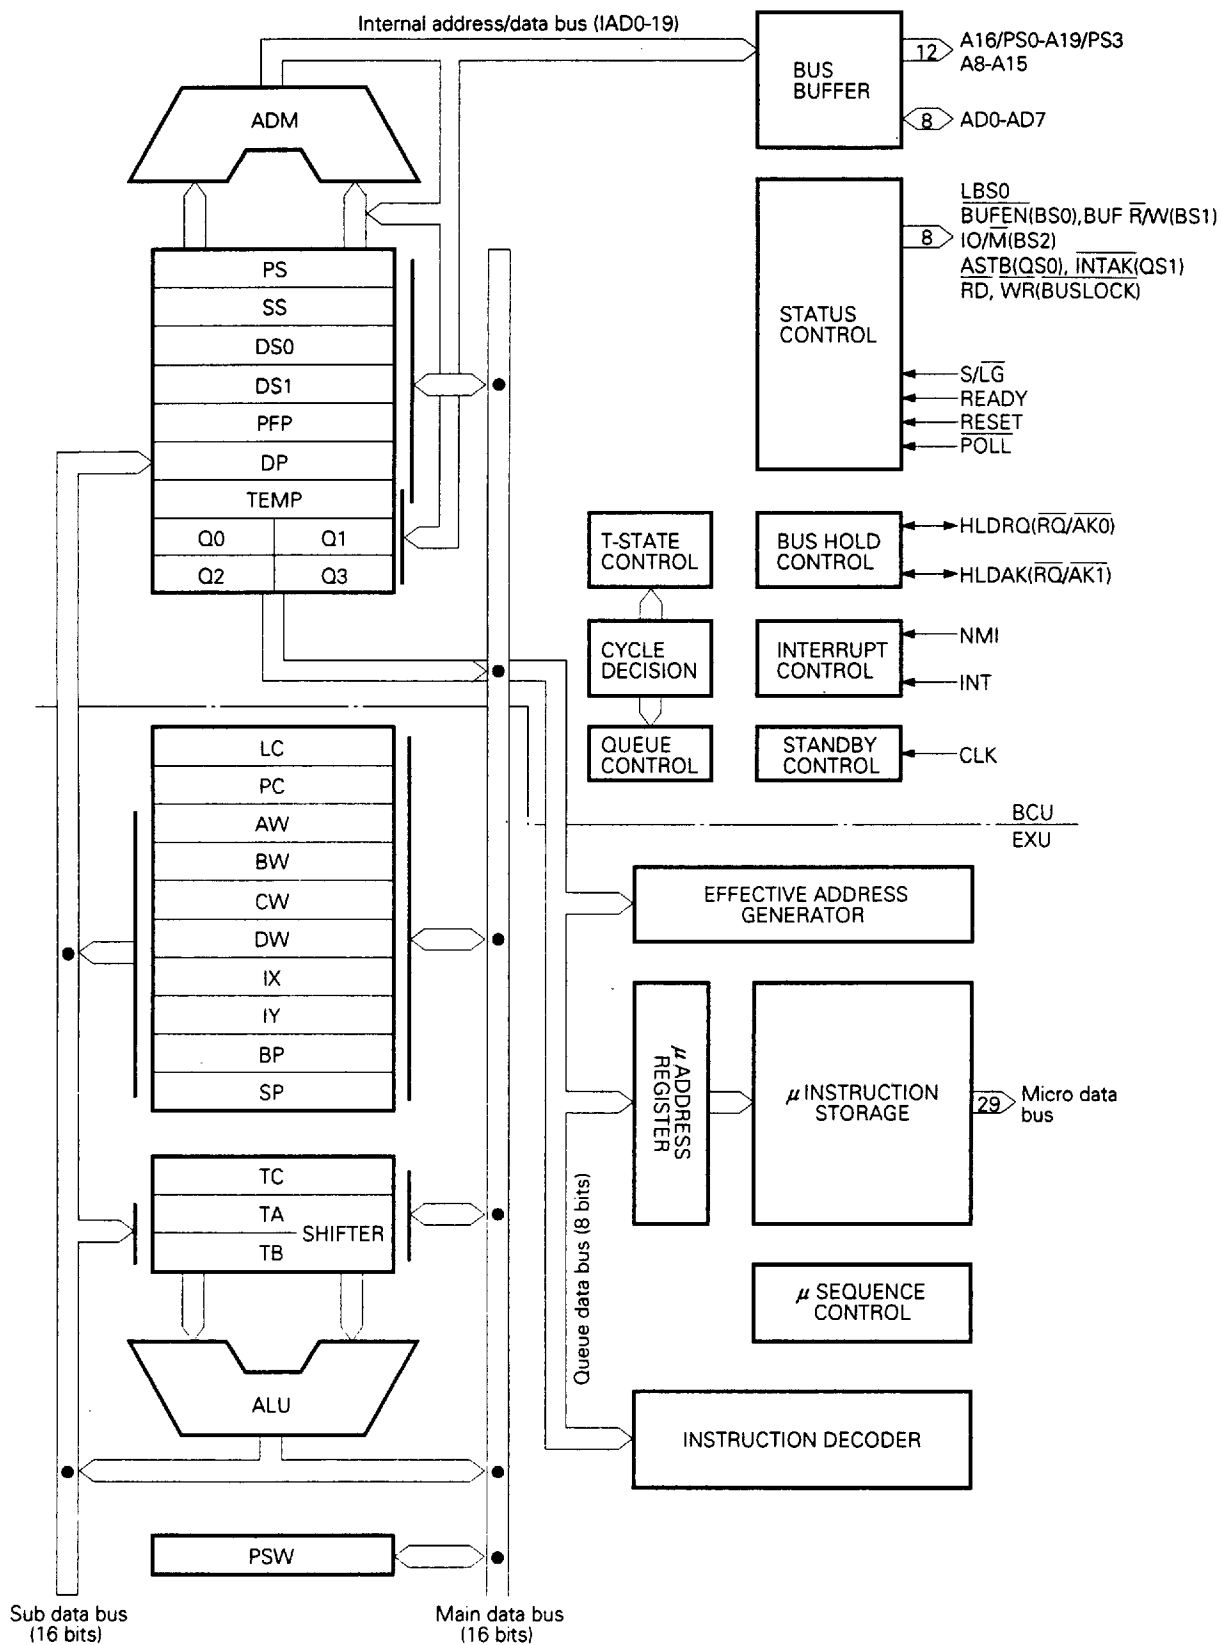 Internal address/data bus (IAD0-19)
BUS
BUFFER
12
A16/PS0-A19/PS3
A8-A15
8
AD0-AD7
ADM
LBS0
BUFEN(BS0), BUF R/W(BS1)
8
IO/M(BS2)
ASTB(QS0), INTAK(QS1)
RD, WR(BUSLOCK)
STATUS
CONTROL
S/LG
READY
RESET
POLL
PS
SS
DS0
DS1
PFP
DP
TEMP
Q0
Q1
Q2
Q3
T-STATE
CONTROL
BUS HOLD
CONTROL
HLDRQ(RQ/AK0)
HLDAK(RQ/AK1)
CYCLE
DECISION
INTERRUPT
CONTROL
NMI
INT
QUEUE
CONTROL
STANDBY
CONTROL
CLK
BCU
EXU
LC
PC
AW
BW
CW
DW
IX
IY
BP
SP
EFFECTIVE ADDRESS
GENERATOR
μ ADDRESS
REGISTER
μ INSTRUCTION
STORAGE
29
Micro data
bus
TC
TA
SHIFTER
TB
Queue data bus (8 bits)
μ SEQUENCE
CONTROL
ALU
INSTRUCTION DECODER
PSW
Sub data bus
(16 bits)
Main data bus
(16 bits)